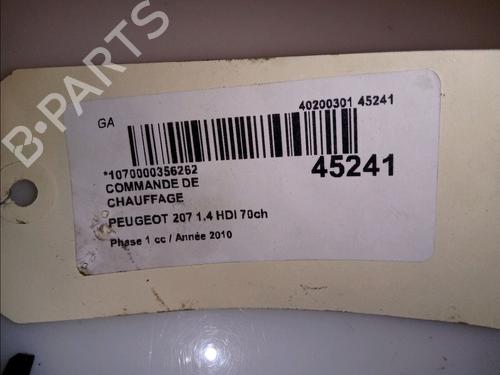 B-PARTS
GA
40200301 45241
*1070000356262
45241
COMMANDE DE
CHAUFFAGE
PEUGEOT 207 1.4 HDI 70ch
Phase 1 cc / Année 2010